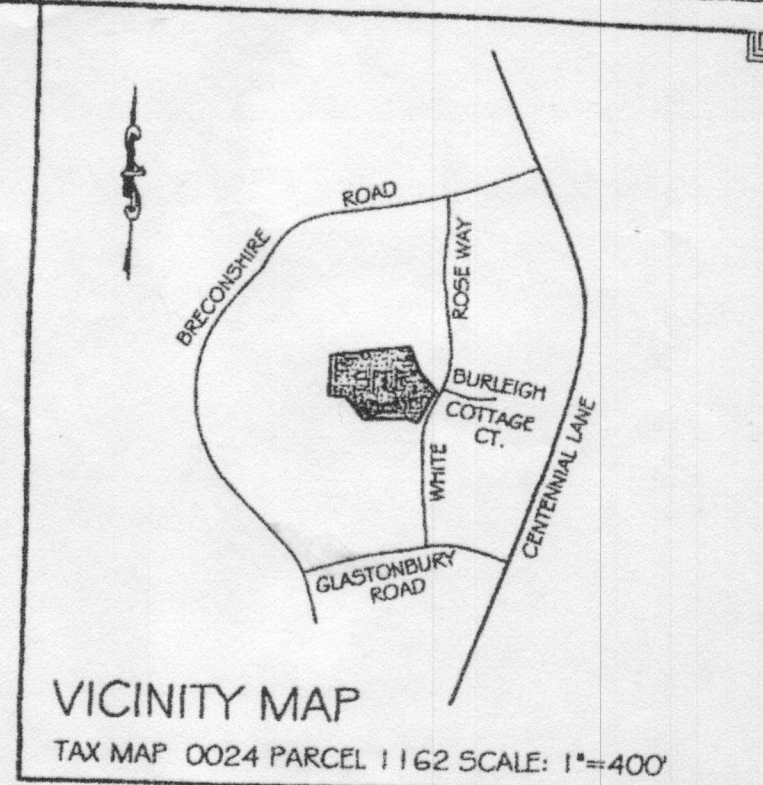 ROAD
BRECONSHIRE
ROSE WAY
BURLEIGH
COTTAGE
CT.
WHITE
CENTENNIAL LANE
GLASTONBURY
ROAD
VICINITY MAP
TAX MAP 0024 PARCEL 1162 SCALE: 1"=400'